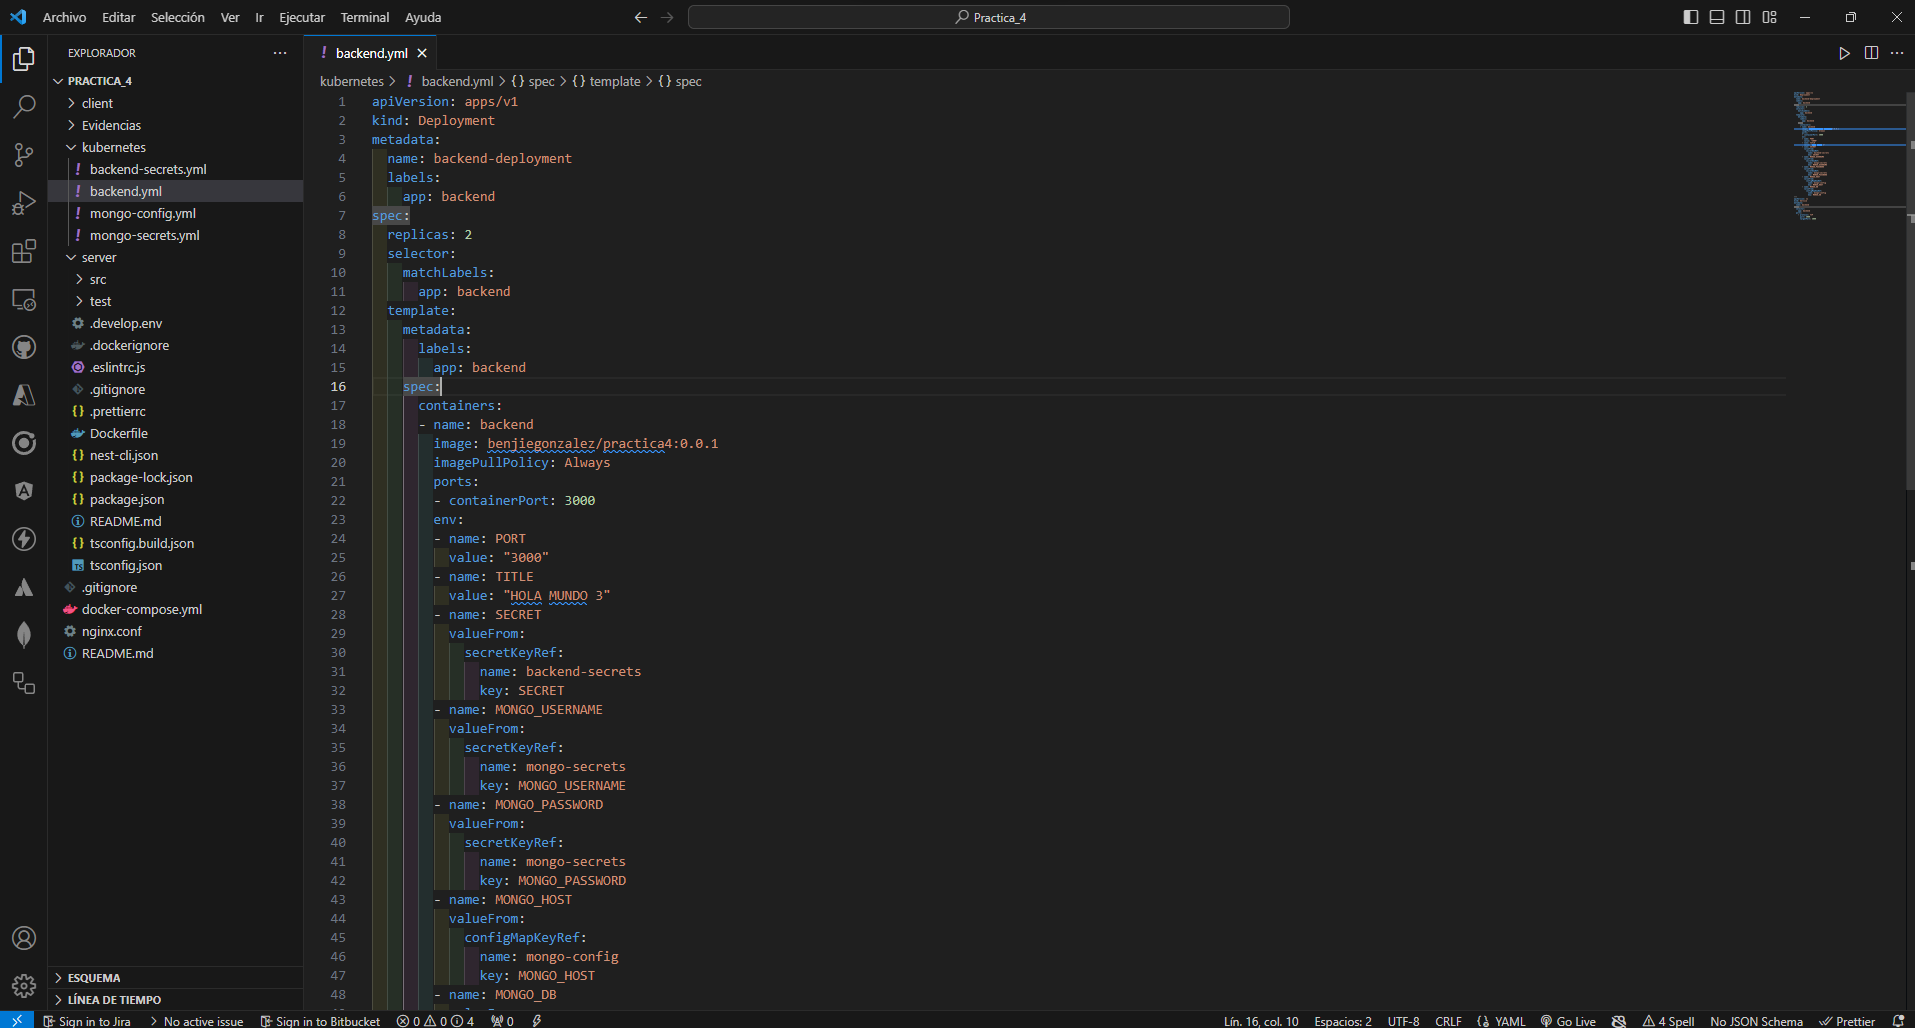 Archivo Editar Selección Ver Ir Ejecutar Terminal Ayuda
Practica_4
EXPLORADOR
PRACTICA_4
client
Evidencias
kubernetes
backend-secrets.yml
backend.yml
mongo-config.yml
mongo-secrets.yml
server
src
test
.develop.env
.dockerignore
.eslintrc.js
.gitignore
.prettierrc
Dockerfile
nest-cli.json
package-lock.json
package.json
README.md
tsconfig.build.json
tsconfig.json
.gitignore
docker-compose.yml
nginx.conf
README.md
ESQUEMA
LÍNEA DE TIEMPO
! backend.yml
kubernetes > ! backend.yml > {} spec > {} template > {} spec
1 apiVersion: apps/v1
2 kind: Deployment
3 metadata:
4 name: backend-deployment
5 labels:
6 app: backend
7 spec:
8 replicas: 2
9 selector:
10 matchLabels:
11 app: backend
12 template:
13 metadata:
14 labels:
15 app: backend
16 spec:
17 containers:
18 - name: backend
19 image: benjiegonzalez/practica4:0.0.1
20 imagePullPolicy: Always
21 ports:
22 - containerPort: 3000
23 env:
24 - name: PORT
25 value: "3000"
26 - name: TITLE
27 value: "HOLA MUNDO 3"
28 - name: SECRET
29 valueFrom:
30 secretKeyRef:
31 name: backend-secrets
32 key: SECRET
33 - name: MONGO_USERNAME
34 valueFrom:
35 secretKeyRef:
36 name: mongo-secrets
37 key: MONGO_USERNAME
38 - name: MONGO_PASSWORD
39 valueFrom:
40 secretKeyRef:
41 name: mongo-secrets
42 key: MONGO_PASSWORD
43 - name: MONGO_HOST
44 valueFrom:
45 configMapKeyRef:
46 name: mongo-config
47 key: MONGO_HOST
48 - name: MONGO_DB
Sign in to Jira No active issue Sign in to Bitbucket 0 0 4 0 Lín. 16, col. 10 Espacios: 2 UTF-8 CRLF {} YAML Go Live 4 Spell No JSON Schema Prettier